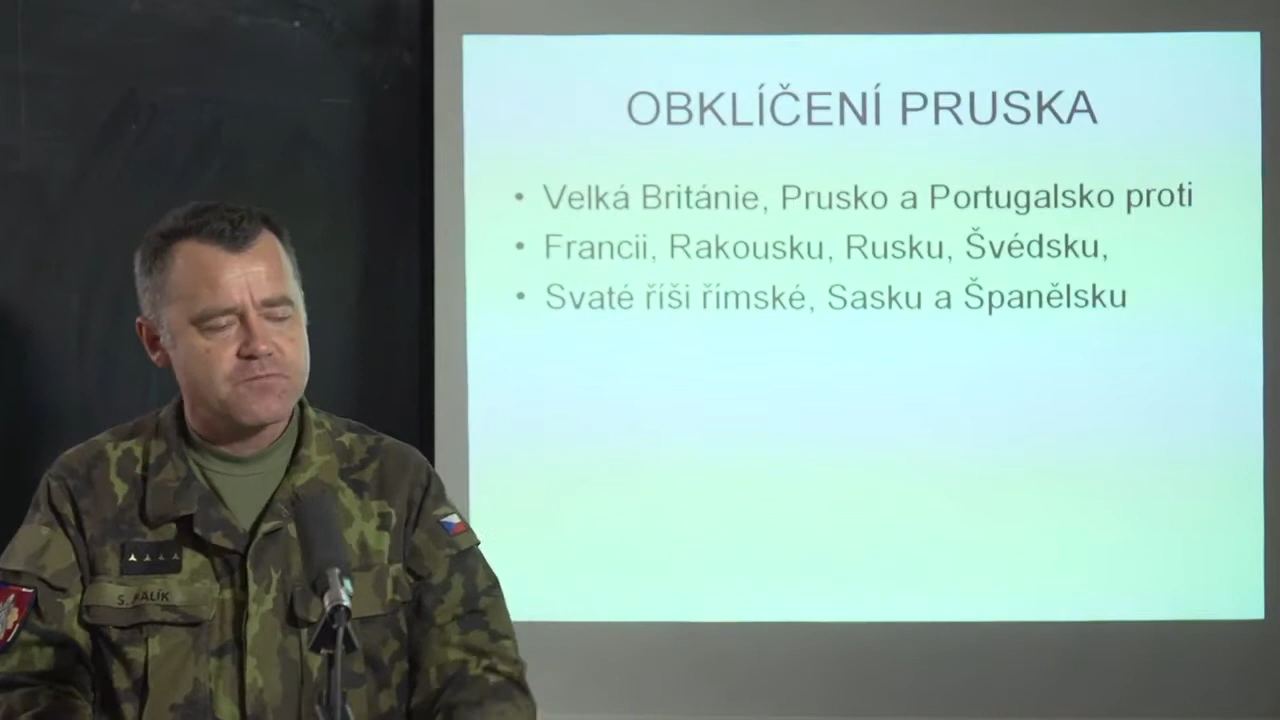 OBKLÍČENÍ PRUSKA
• Velká Británie, Prusko a Portugalsko proti
• Francii, Rakousku, Rusku, Švédsku,
• Svaté říši římské, Sasku a Španělsku